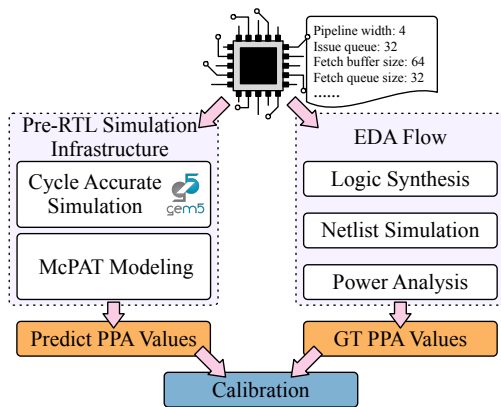 Pipeline width: 4
Issue queue: 32
Fetch buffer size: 64
Fetch queue size: 32
......
Pre-RTL Simulation
Infrastructure
Cycle Accurate
Simulation
gem5
McPAT Modeling
Predict PPA Values
EDA Flow
Logic Synthesis
Netlist Simulation
Power Analysis
GT PPA Values
Calibration